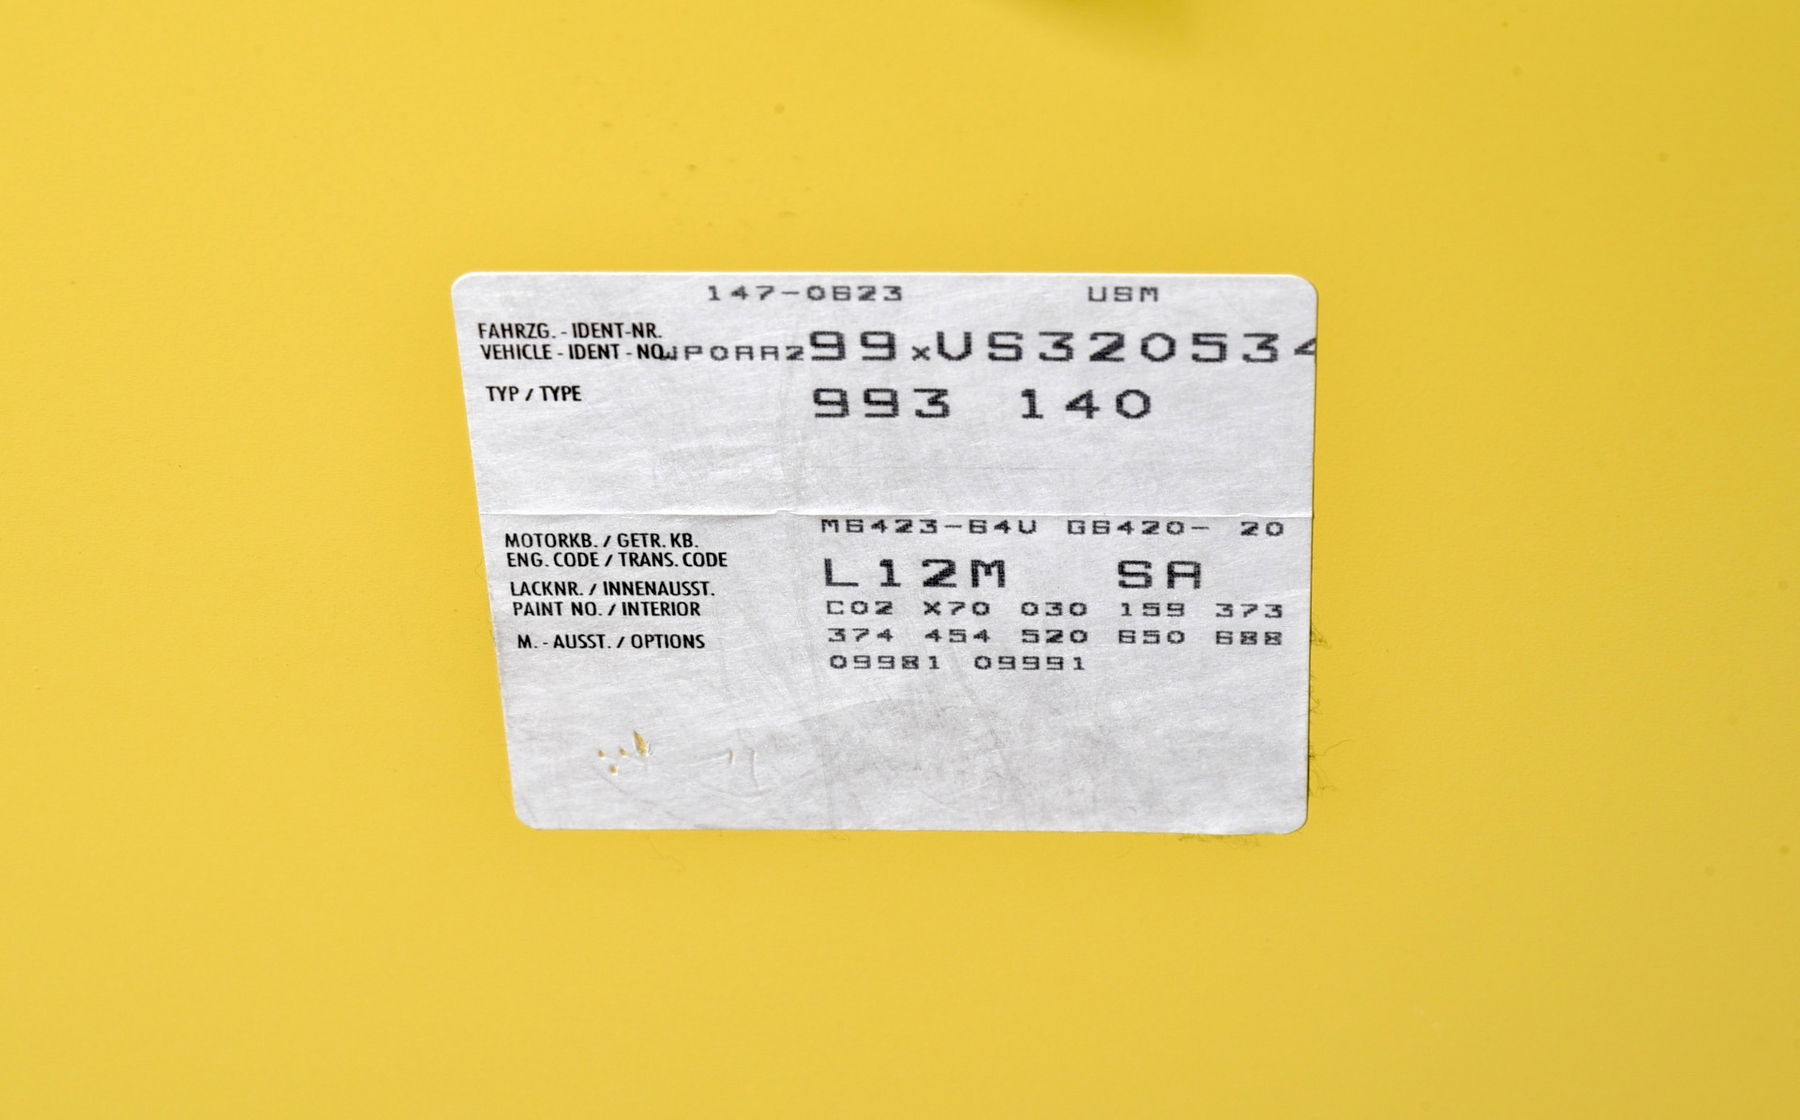 147-0623 USM
FAHRZG. - IDENT-NR.
VEHICLE - IDENT - NO. WP0AA299xVS320534
TYP / TYPE 993 140
M6423-64U G6420- 20
MOTORKB. / GETR. KB.
ENG. CODE / TRANS. CODE
L12M SA
LACKNR. / INNENAUSST.
PAINT NO. / INTERIOR
C02 X70 030 159 373
M. - AUSST. / OPTIONS
374 454 520 650 688
09981 09991